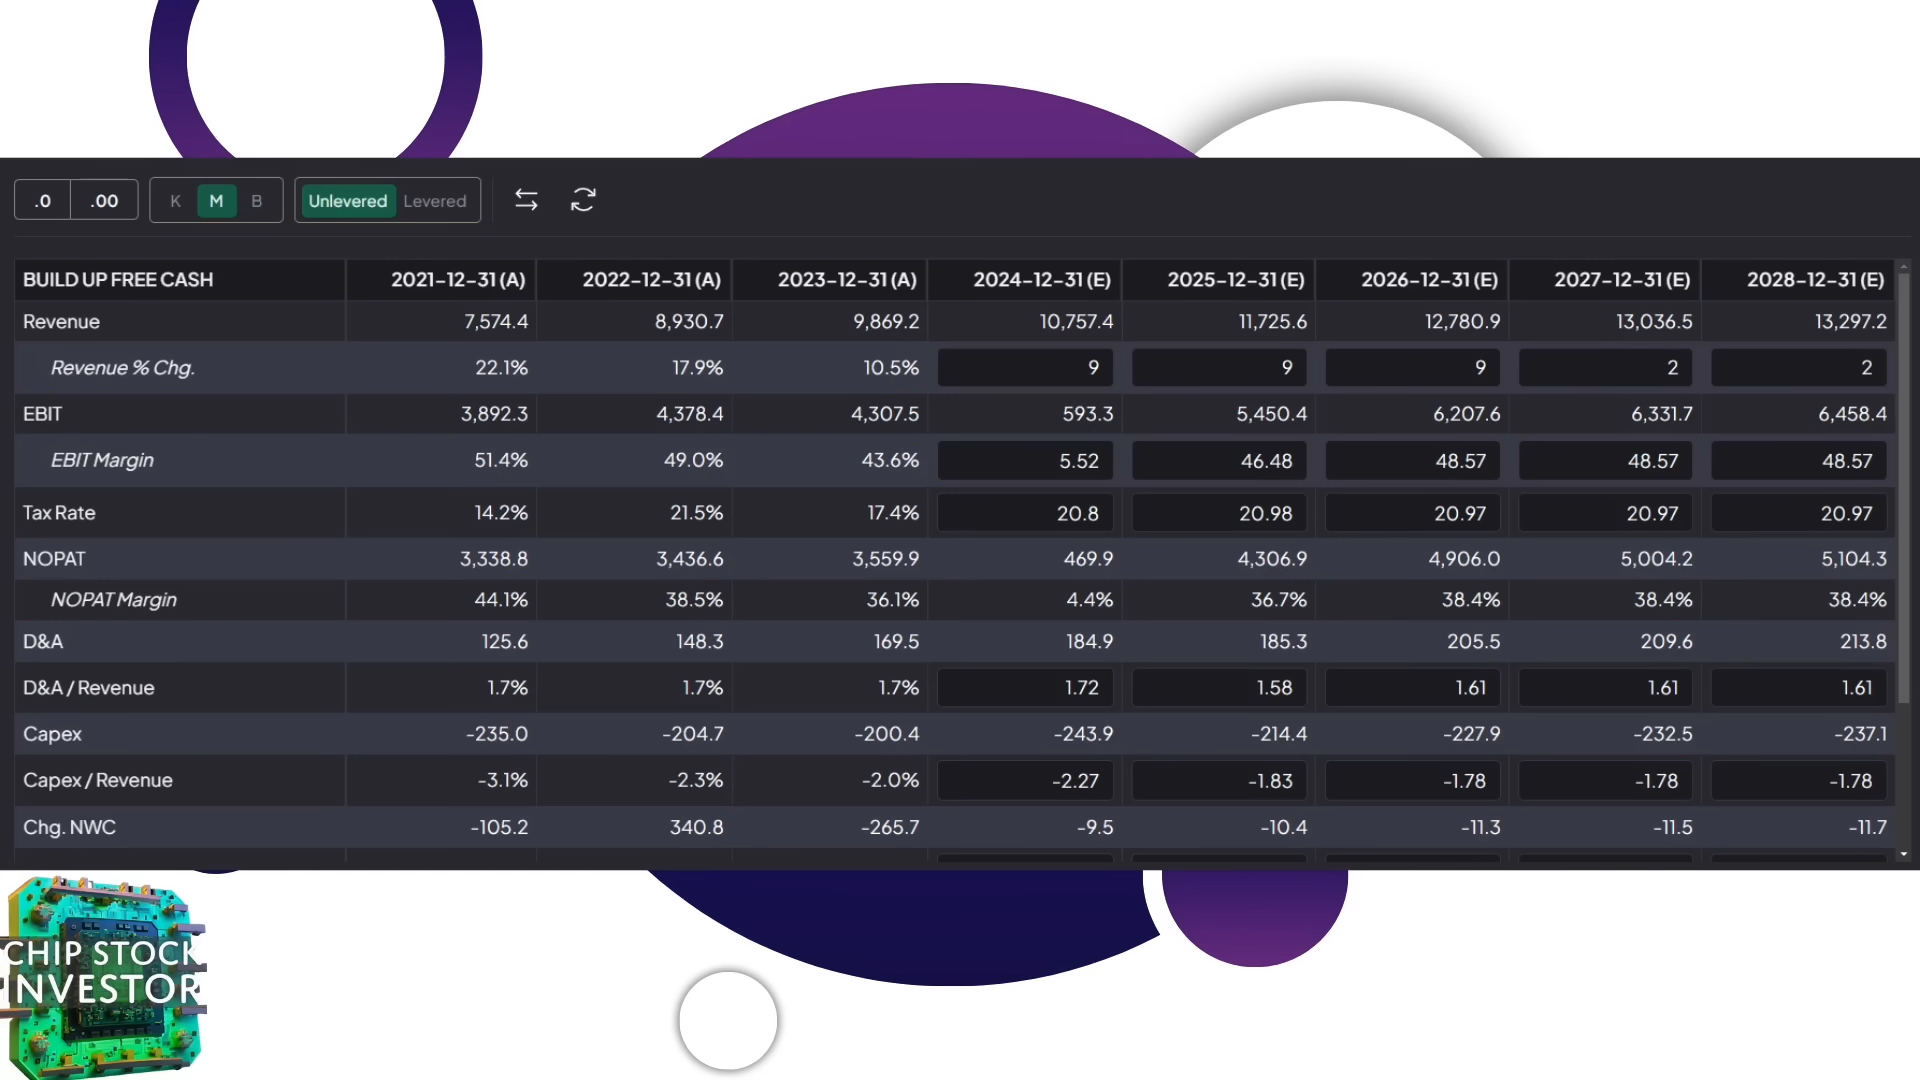 .0 .00 K M B Unlevered Levered
BUILD UP FREE CASH 2021-12-31 (A) 2022-12-31 (A) 2023-12-31 (A) 2024-12-31 (E) 2025-12-31 (E) 2026-12-31 (E) 2027-12-31 (E) 2028-12-31 (E)
Revenue 7,574.4 8,930.7 9,869.2 10,757.4 11,725.6 12,780.9 13,036.5 13,297.2
Revenue % Chg. 22.1% 17.9% 10.5% 9 9 9 2 2
EBIT 3,892.3 4,378.4 4,307.5 593.3 5,450.4 6,207.6 6,331.7 6,458.4
EBIT Margin 51.4% 49.0% 43.6% 5.52 46.48 48.57 48.57 48.57
Tax Rate 14.2% 21.5% 17.4% 20.8 20.98 20.97 20.97 20.97
NOPAT 3,338.8 3,436.6 3,559.9 469.9 4,306.9 4,906.0 5,004.2 5,104.3
NOPAT Margin 44.1% 38.5% 36.1% 4.4% 36.7% 38.4% 38.4% 38.4%
D&A 125.6 148.3 169.5 184.9 185.3 205.5 209.6 213.8
D&A / Revenue 1.7% 1.7% 1.7% 1.72 1.58 1.61 1.61 1.61
Capex -235.0 -204.7 -200.4 -243.9 -214.4 -227.9 -232.5 -237.1
Capex / Revenue -3.1% -2.3% -2.0% -2.27 -1.83 -1.78 -1.78 -1.78
Chg. NWC -105.2 340.8 -265.7 -9.5 -10.4 -11.3 -11.5 -11.7
CHIP STOCK
INVESTOR